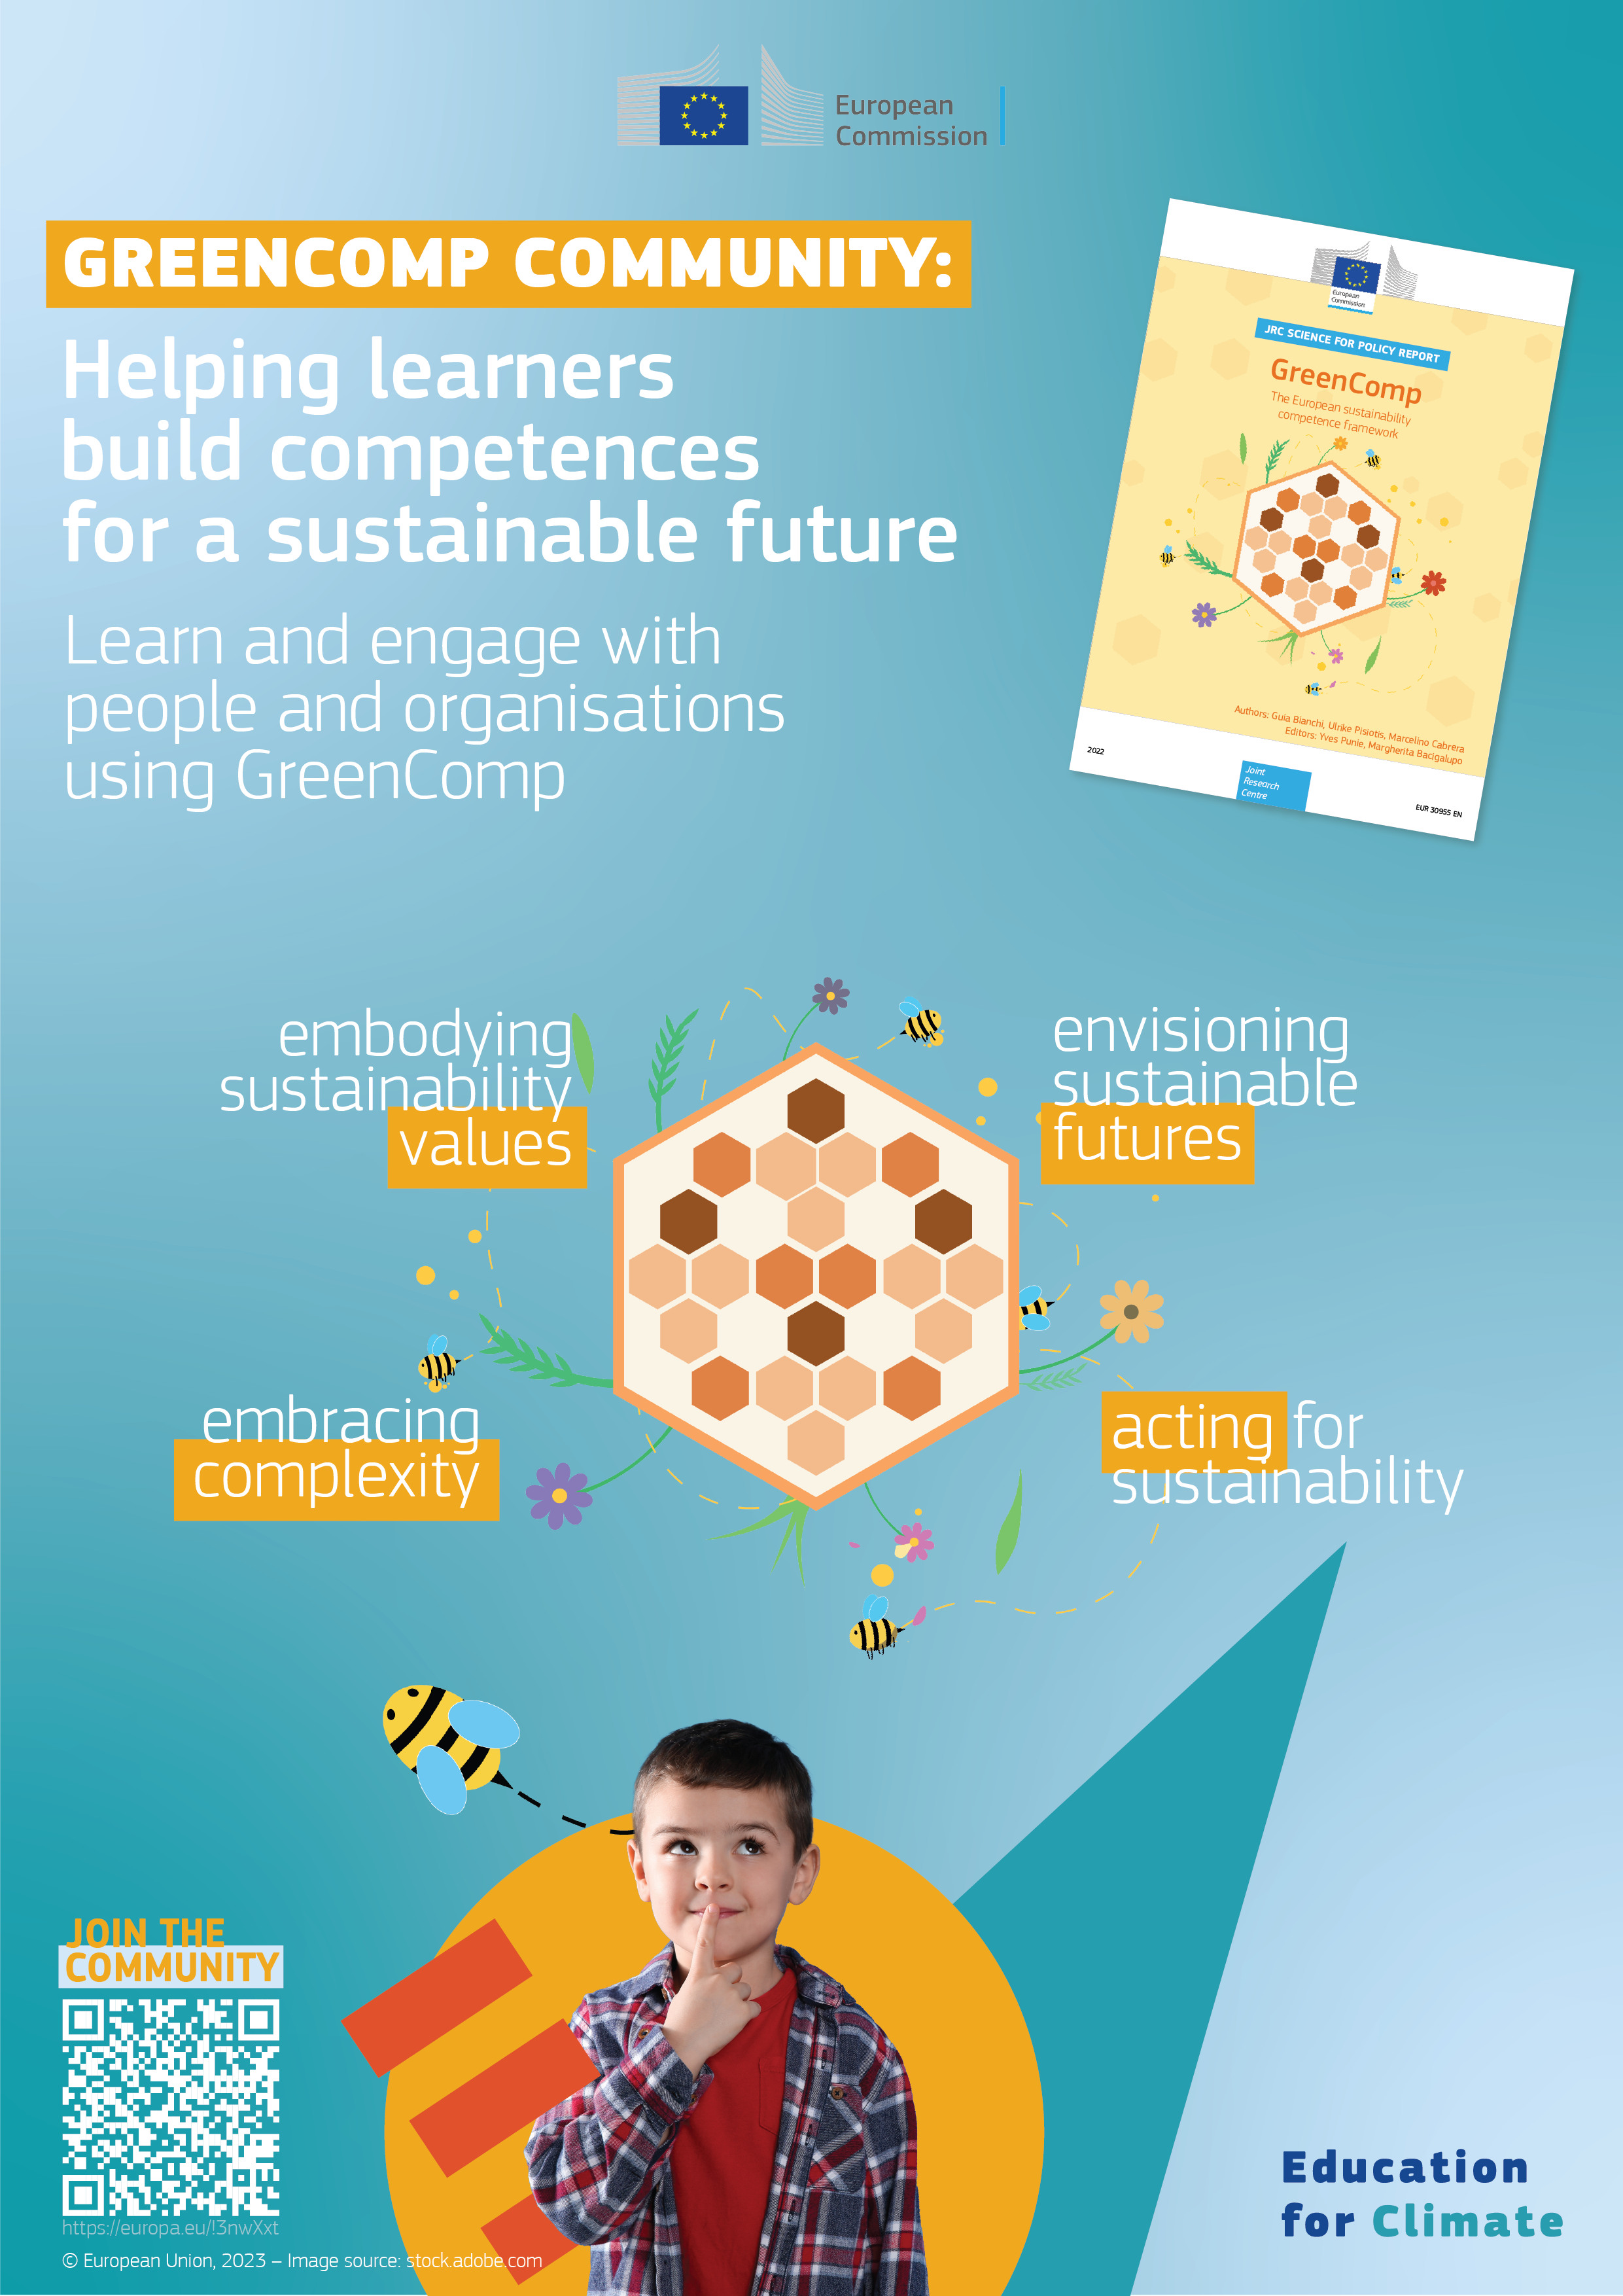 European
Commission
GREENCOMP COMMUNITY:
Helping learners
build competences
for a sustainable future
Learn and engage with
people and organisations
using GreenComp
European
Commission
JRC SCIENCE FOR POLICY REPORT
GreenComp
The European sustainability
competence framework
Authors: Guia Bianchi, Ulrike Pisiotis, Marcelino Cabrera
Editors: Yves Punie, Margherita Bacigalupo
2022
Joint
Research
Centre
EUR 30955 EN
embodying
sustainability
values
envisioning
sustainable
futures
embracing
complexity
acting for
sustainability
JOIN THE
COMMUNITY
https://europa.eu/!3nwXxt
© European Union, 2023 – Image source: stock.adobe.com
Education
for Climate